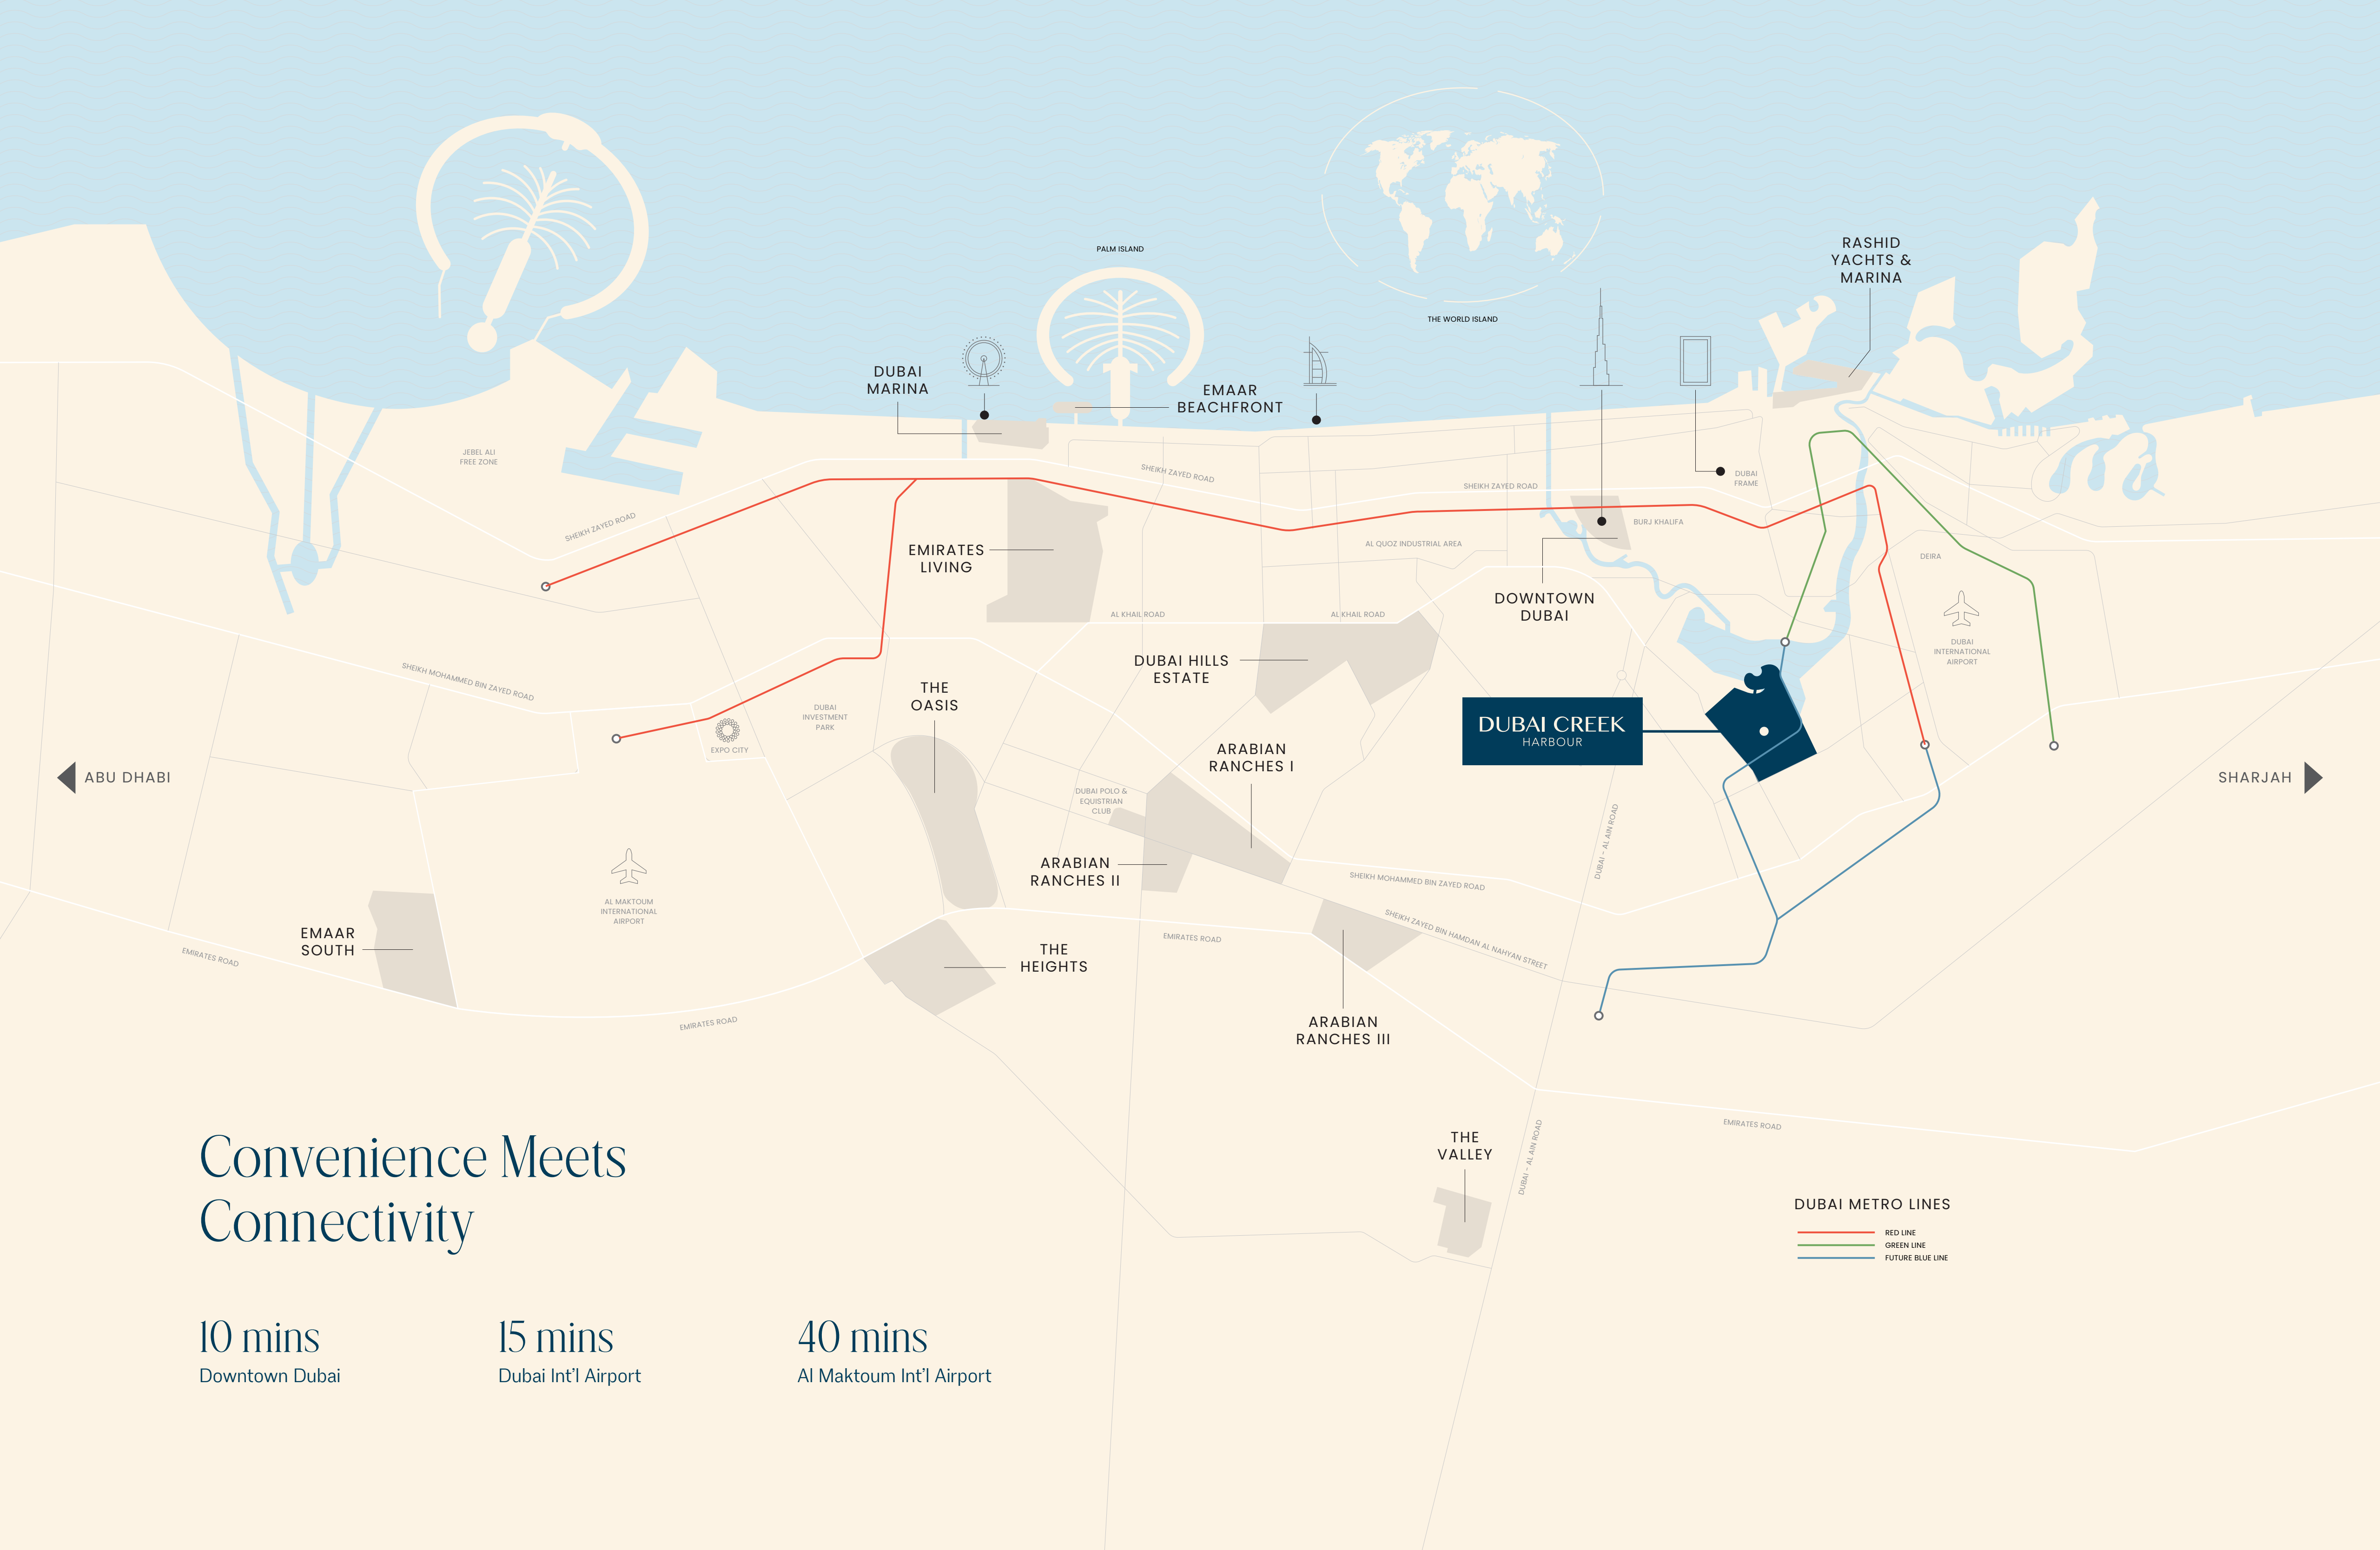 PALM ISLAND
THE WORLD ISLAND
RASHID
YACHTS &
MARINA
DUBAI
MARINA
EMAAR
BEACHFRONT
JEBEL ALI
FREE ZONE
SHEIKH ZAYED ROAD
SHEIKH ZAYED ROAD
SHEIKH ZAYED ROAD
DUBAI
FRAME
BURJ KHALIFA
AL QUOZ INDUSTRIAL AREA
DEIRA
EMIRATES
LIVING
AL KHAIL ROAD
AL KHAIL ROAD
DOWNTOWN
DUBAI
DUBAI
INTERNATIONAL
AIRPORT
SHEIKH MOHAMMED BIN ZAYED ROAD
DUBAI HILLS
ESTATE
THE
OASIS
DUBAI
INVESTMENT
PARK
EXPO CITY
DUBAI CREEK
HARBOUR
ARABIAN
RANCHES I
ABU DHABI
SHARJAH
DUBAI POLO &
EQUISTRIAN
CLUB
DUBAI - AL AIN ROAD
ARABIAN
RANCHES II
SHEIKH MOHAMMED BIN ZAYED ROAD
AL MAKTOUM
INTERNATIONAL
AIRPORT
SHEIKH ZAYED BIN HAMDAN AL NAHYAN STREET
EMAAR
SOUTH
EMIRATES ROAD
EMIRATES ROAD
THE
HEIGHTS
EMIRATES ROAD
ARABIAN
RANCHES III
EMIRATES ROAD
THE
VALLEY
DUBAI - AL AIN ROAD
Convenience Meets
Connectivity
DUBAI METRO LINES
RED LINE
GREEN LINE
FUTURE BLUE LINE
10 mins
Downtown Dubai
15 mins
Dubai Int'l Airport
40 mins
Al Maktoum Int'l Airport